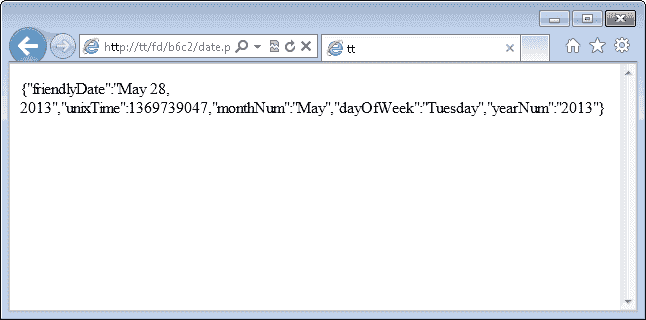 http://tt/fd/b6c2/date.p
tt
{"friendlyDate":"May 28,
2013","unixTime":1369739047,"monthNum":"May","dayOfWeek":"Tuesday","yearNum":"2013"}